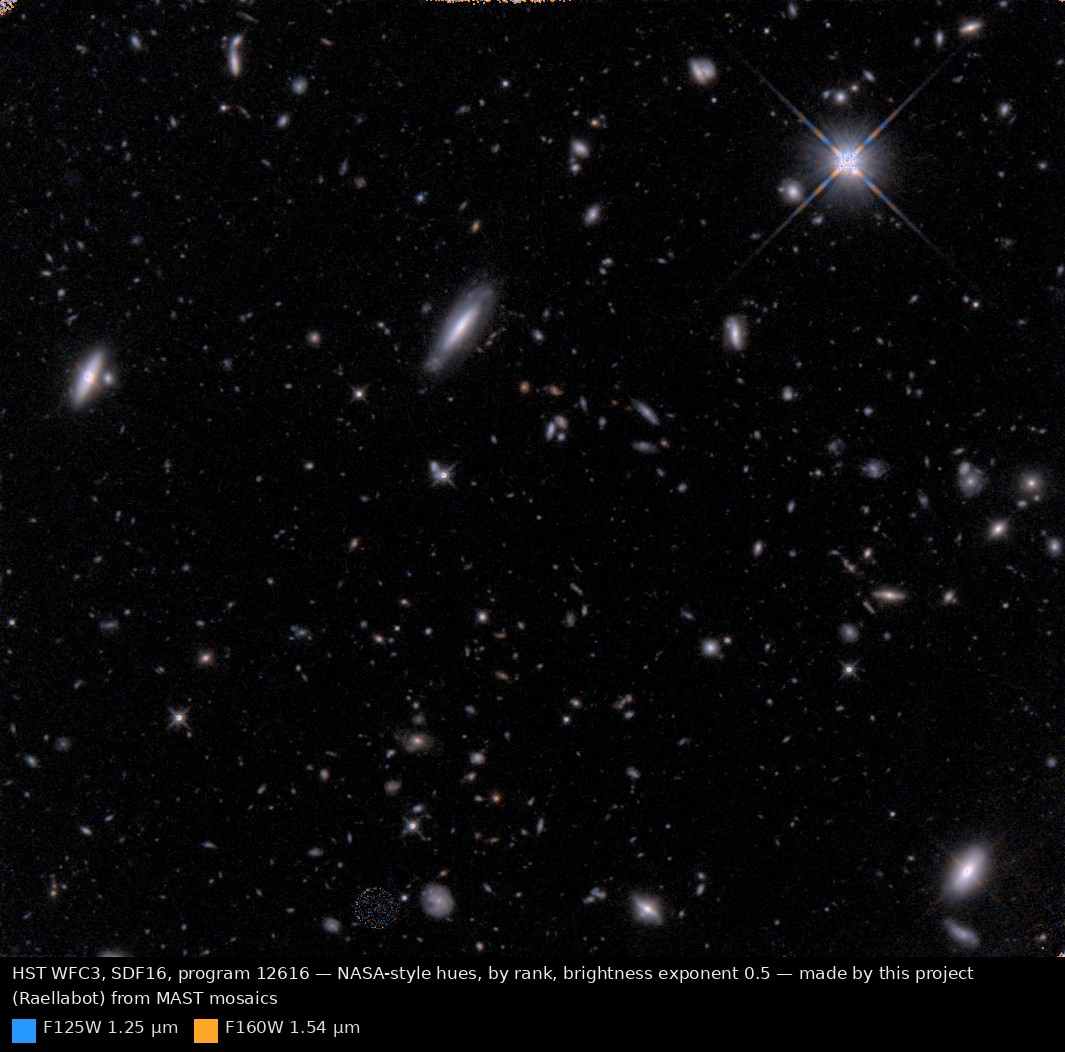 HST WFC3, SDF16, program 12616 — NASA-style hues, by rank, brightness exponent 0.5 — made by this project
(Raellabot) from MAST mosaics
F125W 1.25 µm F160W 1.54 µm